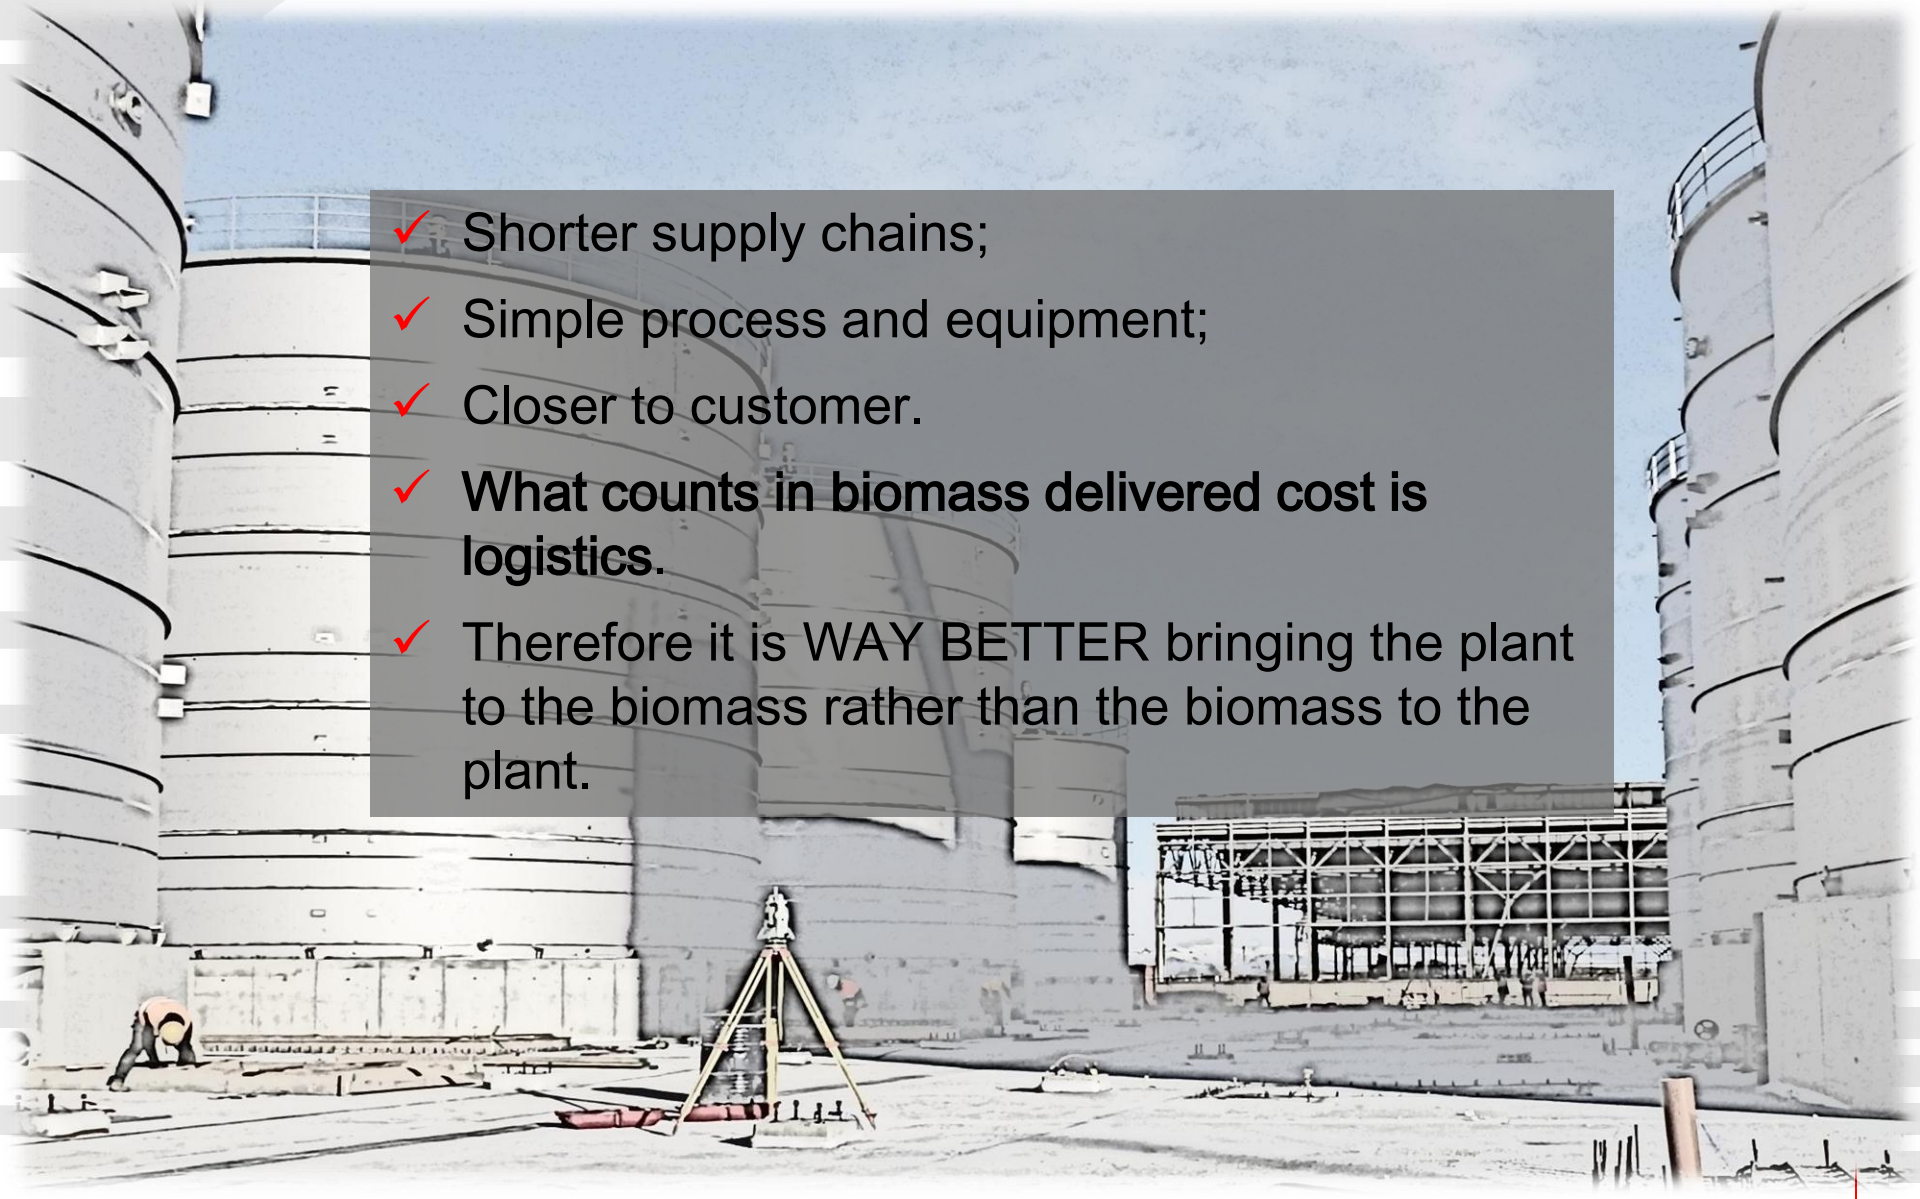 Shorter supply chains;
Simple process and equipment;
Closer to customer.
What counts in biomass delivered cost is
logistics.
Therefore it is WAY BETTER bringing the plant
to the biomass rather than the biomass to the
plant.